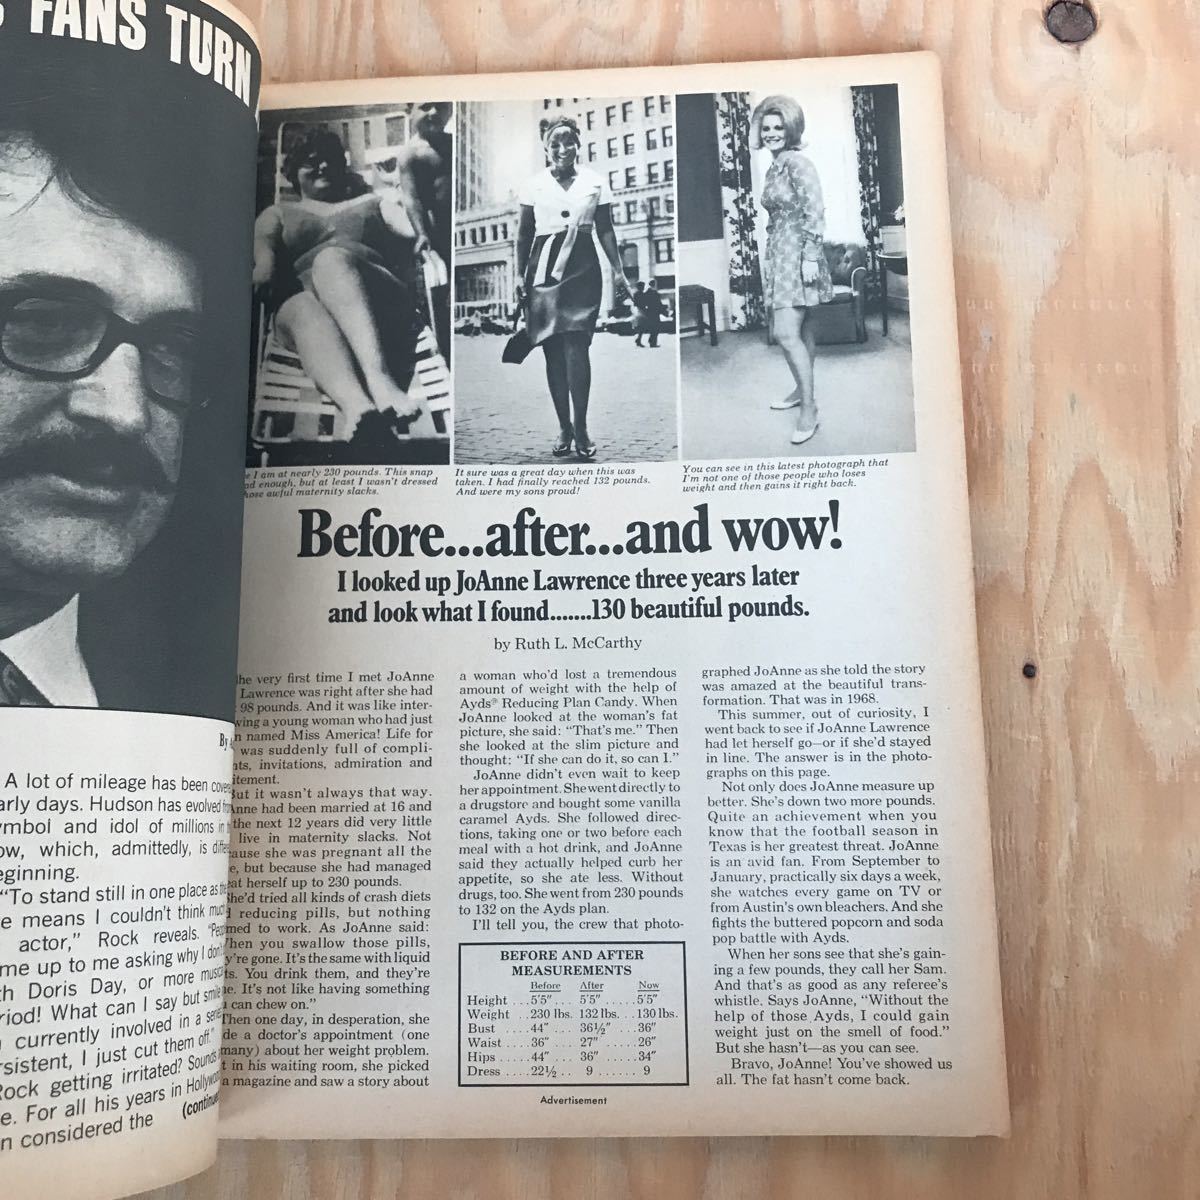 FANS TURN
By
A lot of mileage has been
arly days. Hudson has evolved
ymbol and idol of millions in
ow, which, admittedly, is
eginning.
"To stand still in one place as
e means I couldn't think
actor," Rock reveals.
me up to me asking why I don't
h Doris Day, or more
riod! What can I say but smile
currently involved in a
rsistent, I just cut them off."
Rock getting irritated? Sounds
e. For all his years in
n considered the
I am at nearly 230 pounds. This snap
enough, but at least I wasn't dressed
awful maternity slacks.
It sure was a great day when this was
taken. I had finally reached 132 pounds.
And were my sons proud!
You can see in this latest photograph that
I'm not one of those people who loses
weight and then gains it right back.
Before...after...and wow!
I looked up JoAnne Lawrence three years later
and look what I found.......130 beautiful pounds.
by Ruth L. McCarthy
he very first time I met JoAnne
Lawrence was right after she had
98 pounds. And it was like inter-
wing a young woman who had just
n named Miss America! Life for
was suddenly full of compli-
nts, invitations, admiration and
itement.
But it wasn't always that way.
Anne had been married at 16 and
the next 12 years did very little
live in maternity slacks. Not
ause she was pregnant all the
e, but because she had managed
eat herself up to 230 pounds.
She'd tried all kinds of crash diets
d reducing pills, but nothing
med to work. As JoAnne said:
hen you swallow those pills,
y're gone. It's the same with liquid
ts. You drink them, and they're
ne. It's not like having something
can chew on."
Then one day, in desperation, she
de a doctor's appointment (one
many) about her weight problem.
t in his waiting room, she picked
a magazine and saw a story about
a woman who'd lost a tremendous
amount of weight with the help of
Ayds® Reducing Plan Candy. When
JoAnne looked at the woman's fat
picture, she said: "That's me." Then
she looked at the slim picture and
thought: "If she can do it, so can I."
JoAnne didn't even wait to keep
her appointment. She went directly to
a drugstore and bought some vanilla
caramel Ayds. She followed direc-
tions, taking one or two before each
meal with a hot drink, and JoAnne
said they actually helped curb her
appetite, so she ate less. Without
drugs, too. She went from 230 pounds
to 132 on the Ayds plan.
I'll tell you, the crew that photo-
BEFORE AND AFTER
MEASUREMENTS
Before After Now
Height ...5'5"... 5'5" .....5'5"
Weight ..230 lbs. 132 lbs. ..130 lbs.
Bust ....44"... 36½" ...36"
Waist ....36" ... 27" .....26"
Hips .....44" ... 36" .....34"
Dress ....22½.. 9 ...... 9
graphed JoAnne as she told the story
was amazed at the beautiful trans-
formation. That was in 1968.
This summer, out of curiosity, I
went back to see if JoAnne Lawrence
had let herself go—or if she'd stayed
in line. The answer is in the photo-
graphs on this page.
Not only does JoAnne measure up
better. She's down two more pounds.
Quite an achievement when you
know that the football season in
Texas is her greatest threat. JoAnne
is an avid fan. From September to
January, practically six days a week,
she watches every game on TV or
from Austin's own bleachers. And she
fights the buttered popcorn and soda
pop battle with Ayds.
When her sons see that she's gain-
ing a few pounds, they call her Sam.
And that's as good as any referee's
whistle. Says JoAnne, "Without the
help of those Ayds, I could gain
weight just on the smell of food."
But she hasn't—as you can see.
Bravo, JoAnne! You've showed us
all. The fat hasn't come back.
Advertisement